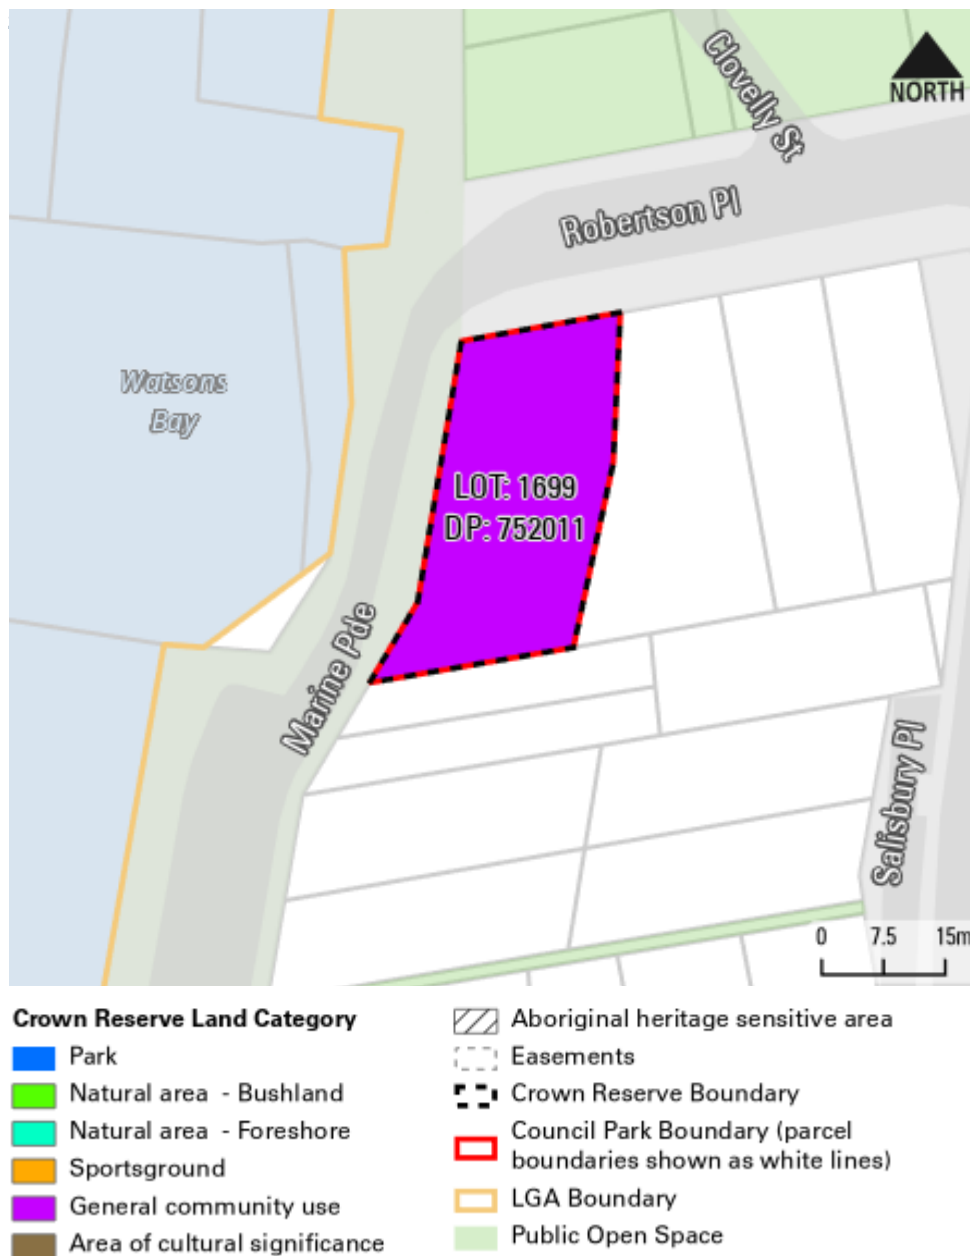 Clovelly St
NORTH
Robertson Pl
Watsons
Bay
LOT: 1699
DP: 752011
Marine Pde
Salisbury Pl
0 7.5 15m
Crown Reserve Land Category
Park
Natural area - Bushland
Natural area - Foreshore
Sportsground
General community use
Area of cultural significance
Aboriginal heritage sensitive area
Easements
Crown Reserve Boundary
Council Park Boundary (parcel
boundaries shown as white lines)
LGA Boundary
Public Open Space